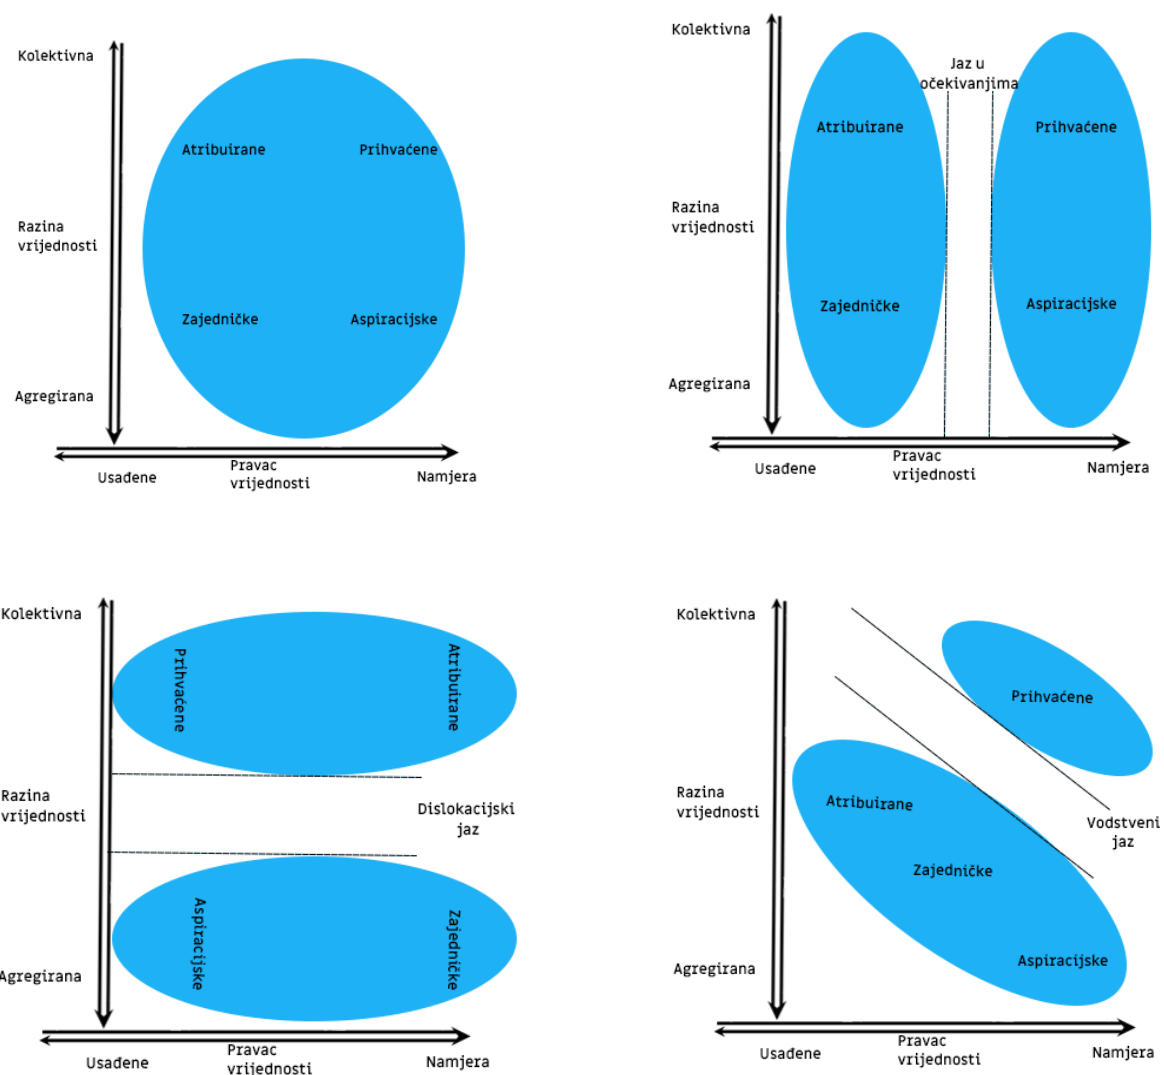 Kolektivna
Atribuirane
Prihvaćene
Razina
vrijednosti
Zajedničke
Aspiracijske
Agregirana
Usađene
Pravac
vrijednosti
Namjera
Kolektivna
Jaz u
očekivanjima
Atribuirane
Prihvaćene
Razina
vrijednosti
Zajedničke
Aspiracijske
Agregirana
Usađene
Pravac
vrijednosti
Namjera
Kolektivna
Prihvaćene
Atribuirane
Razina
vrijednosti
Dislokacijski
jaz
Aspiracijske
Zajedničke
Agregirana
Usađene
Pravac
vrijednosti
Namjera
Kolektivna
Prihvaćene
Razina
vrijednosti
Atribuirane
Vodstveni
jaz
Zajedničke
Aspiracijske
Agregirana
Usađene
Pravac
vrijednosti
Namjera